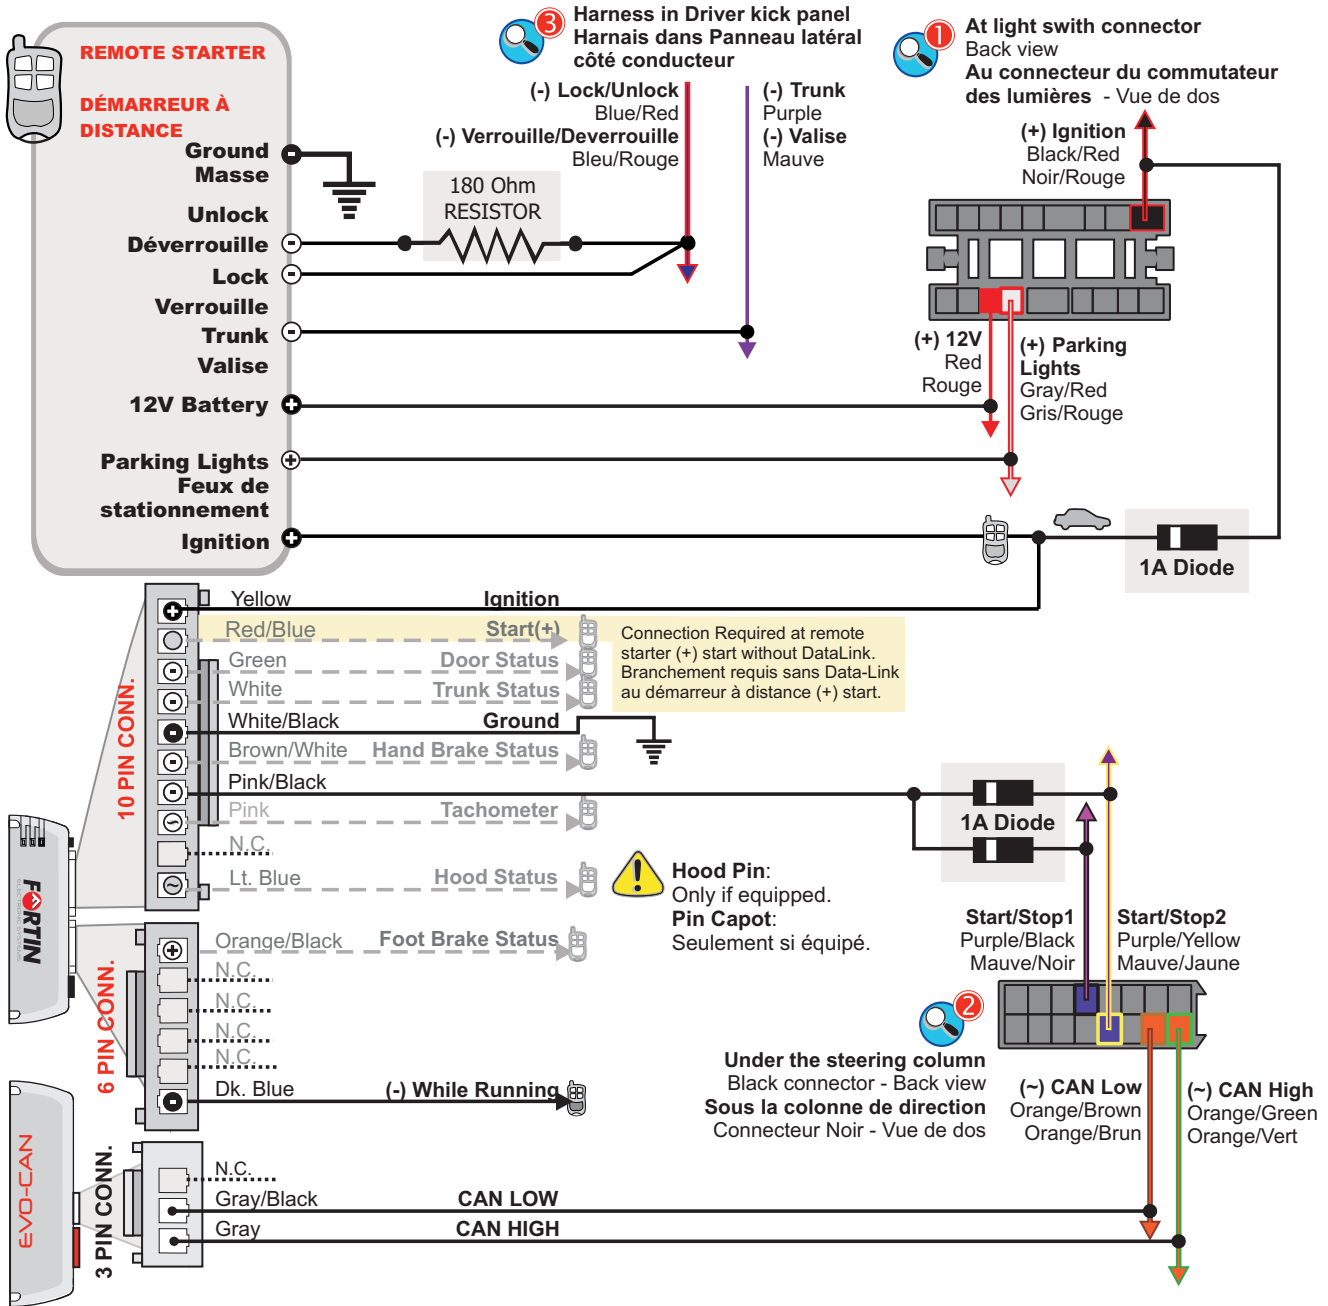 REMOTE STARTER
DÉMARREUR À
DISTANCE
Ground
Masse
Unlock
Déverrouille
Lock
Verrouille
Trunk
Valise
12V Battery
Parking Lights
Feux de
stationnement
Ignition
180 Ohm
RESISTOR
3
Harness in Driver kick panel
Harnais dans Panneau latéral
côté conducteur
(-) Lock/Unlock
Blue/Red
(-) Verrouille/Deverrouille
Bleu/Rouge
(-) Trunk
Purple
(-) Valise
Mauve
1
At light swith connector
Back view
Au connecteur du commutateur
des lumières - Vue de dos
(+) Ignition
Black/Red
Noir/Rouge
(+) 12V
Red
Rouge
(+) Parking
Lights
Gray/Red
Gris/Rouge
1A Diode
10 PIN CONN.
Yellow Ignition
Red/Blue Start(+)
Green Door Status
White Trunk Status
White/Black Ground
Brown/White Hand Brake Status
Pink/Black
Pink Tachometer
N.C.
Lt. Blue Hood Status
Connection Required at remote
starter (+) start without DataLink.
Branchement requis sans Data-Link
au démarreur à distance (+) start.
Hood Pin:
Only if equipped.
Pin Capot:
Seulement si équipé.
1A Diode
Start/Stop1
Purple/Black
Mauve/Noir
Start/Stop2
Purple/Yellow
Mauve/Jaune
2
Under the steering column
Black connector - Back view
Sous la colonne de direction
Connecteur Noir - Vue de dos
(~) CAN Low
Orange/Brown
Orange/Brun
(~) CAN High
Orange/Green
Orange/Vert
FORTIN
6 PIN CONN.
Orange/Black Foot Brake Status
N.C.
N.C.
N.C.
N.C.
Dk. Blue (-) While Running
EVO-CAN
3 PIN CONN.
N.C.
Gray/Black CAN LOW
Gray CAN HIGH